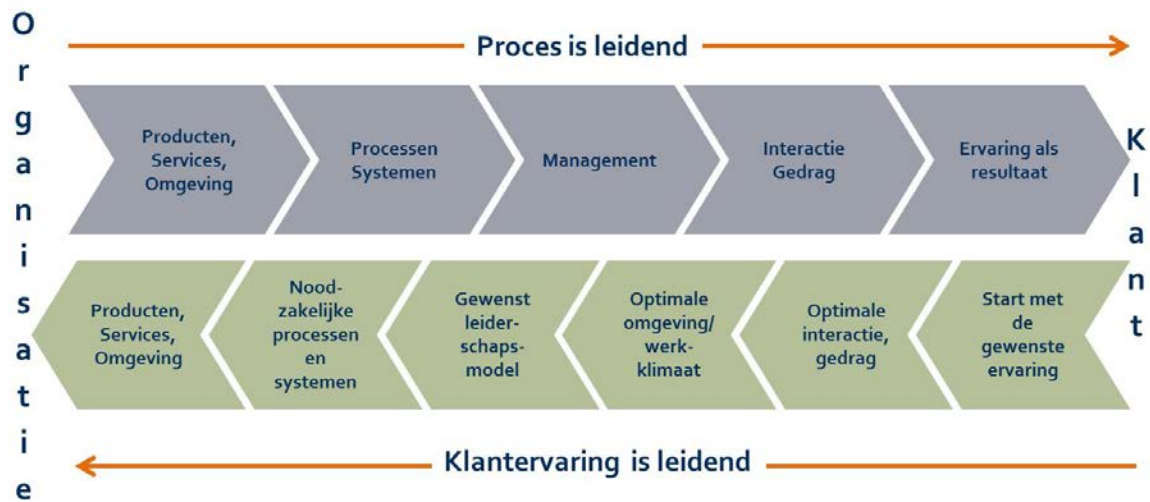 Organisatie
Proces is leidend
Producten,
Services,
Omgeving
Processen
Systemen
Management
Interactie
Gedrag
Ervaring als
resultaat
Klant
Producten,
Services,
Omgeving
Nood-
zakelijke
processen
en
systemen
Gewenst
leider-
schaps-
model
Optimale
omgeving/
werk-
klimaat
Optimale
interactie,
gedrag
Start met
de
gewenste
ervaring
Klantervaring is leidend